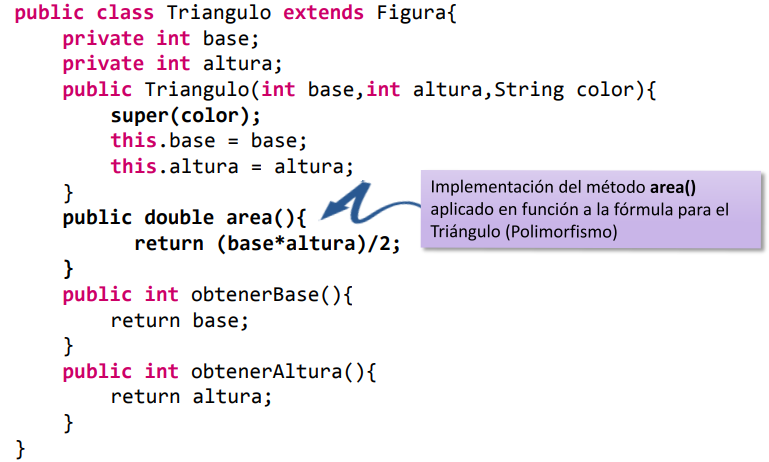 public class Triangulo extends Figura{
private int base;
private int altura;
public Triangulo(int base,int altura,String color){
super(color);
this.base = base;
this.altura = altura;
}
public double area(){
return (base*altura)/2;
}
public int obtenerBase(){
return base;
}
public int obtenerAltura(){
return altura;
}
}
Implementación del método area()
aplicado en función a la fórmula para el
Triángulo (Polimorfismo)